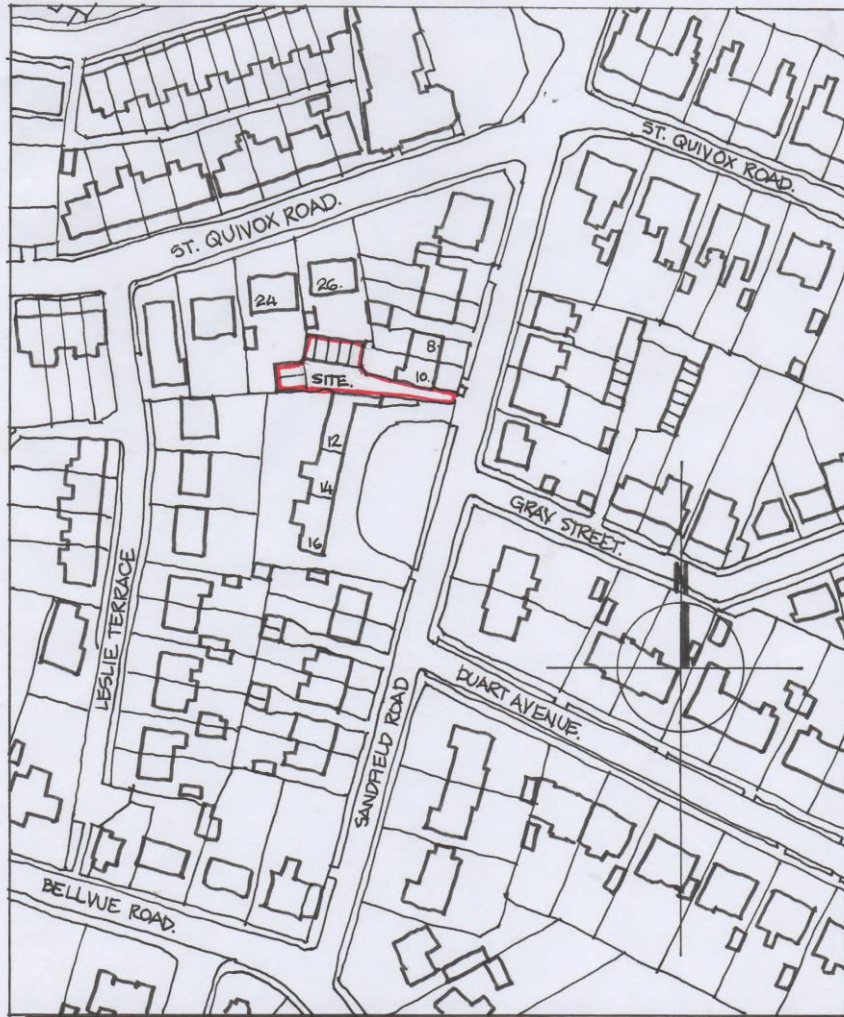 ST. QUIVOX ROAD.
ST. QUIVOX ROAD.
24
26.
8.
10.
SITE.
12
14
16
GRAY STREET.
N
LESLIE TERRACE
DUART AVENUE.
SANDFIELD ROAD
BELLVUE ROAD.